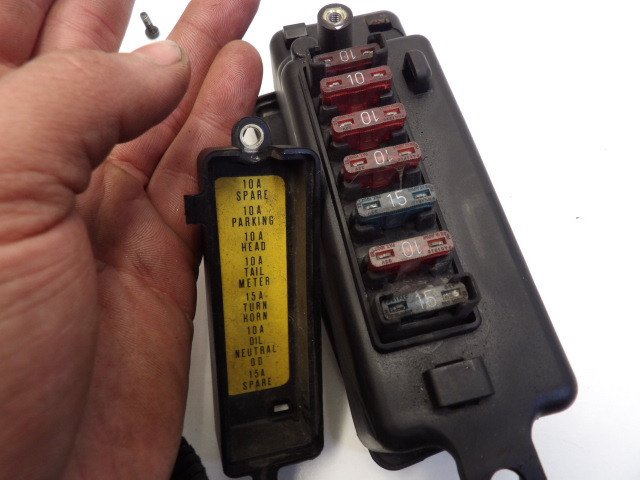 10A
SPARE
10A
PARKING
10A
HEAD
10A
TAIL
METER
15A
TURN
HORN
10A
OIL
NEUTRAL
OD
15A
SPARE
10
10
10
10
15
10
15